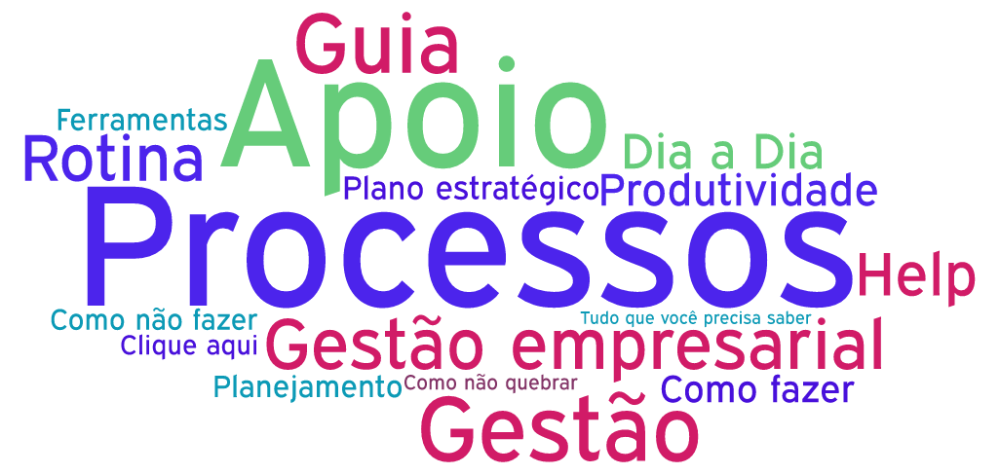 Guia
Apoio
Ferramentas
Rotina
Dia a Dia
Plano estratégico
Produtividade
Processos
Help
Como não fazer
Tudo que você precisa saber
Clique aqui
Gestão empresarial
Planejamento
Como não quebrar
Como fazer
Gestão